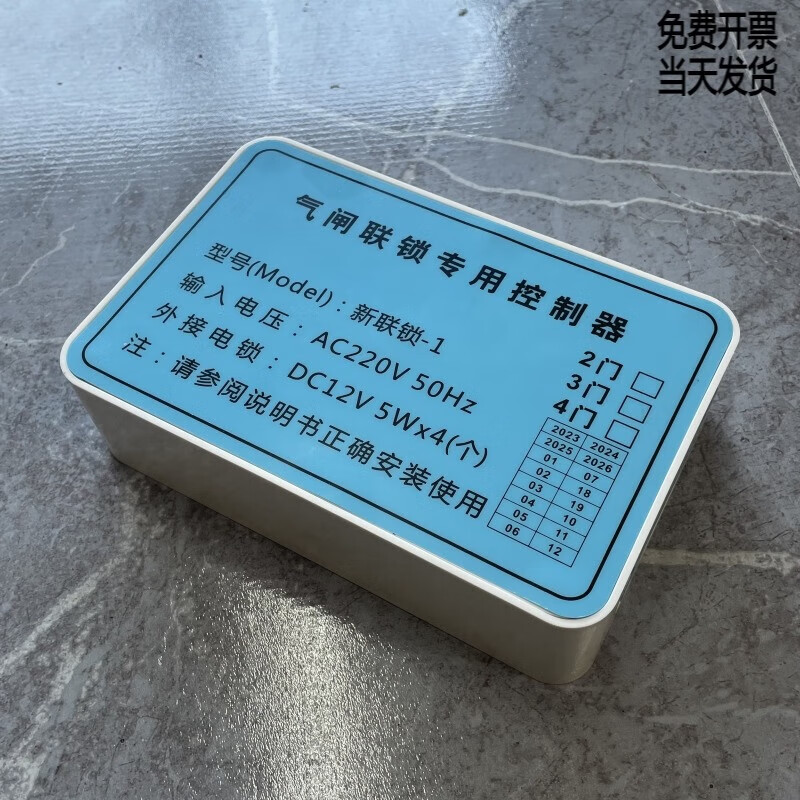 免费开票
当天发货
气闸联锁专用控制器
型号(Model)：新联锁-1
输入电压：AC220V 50Hz
外接电锁：DC12V 5Wx4(个)
注：请参阅说明书正确安装使用
2门
3门
4门
2023 2024
2025 2026
01 07
02 18
03 19
04 10
05 11
06 12